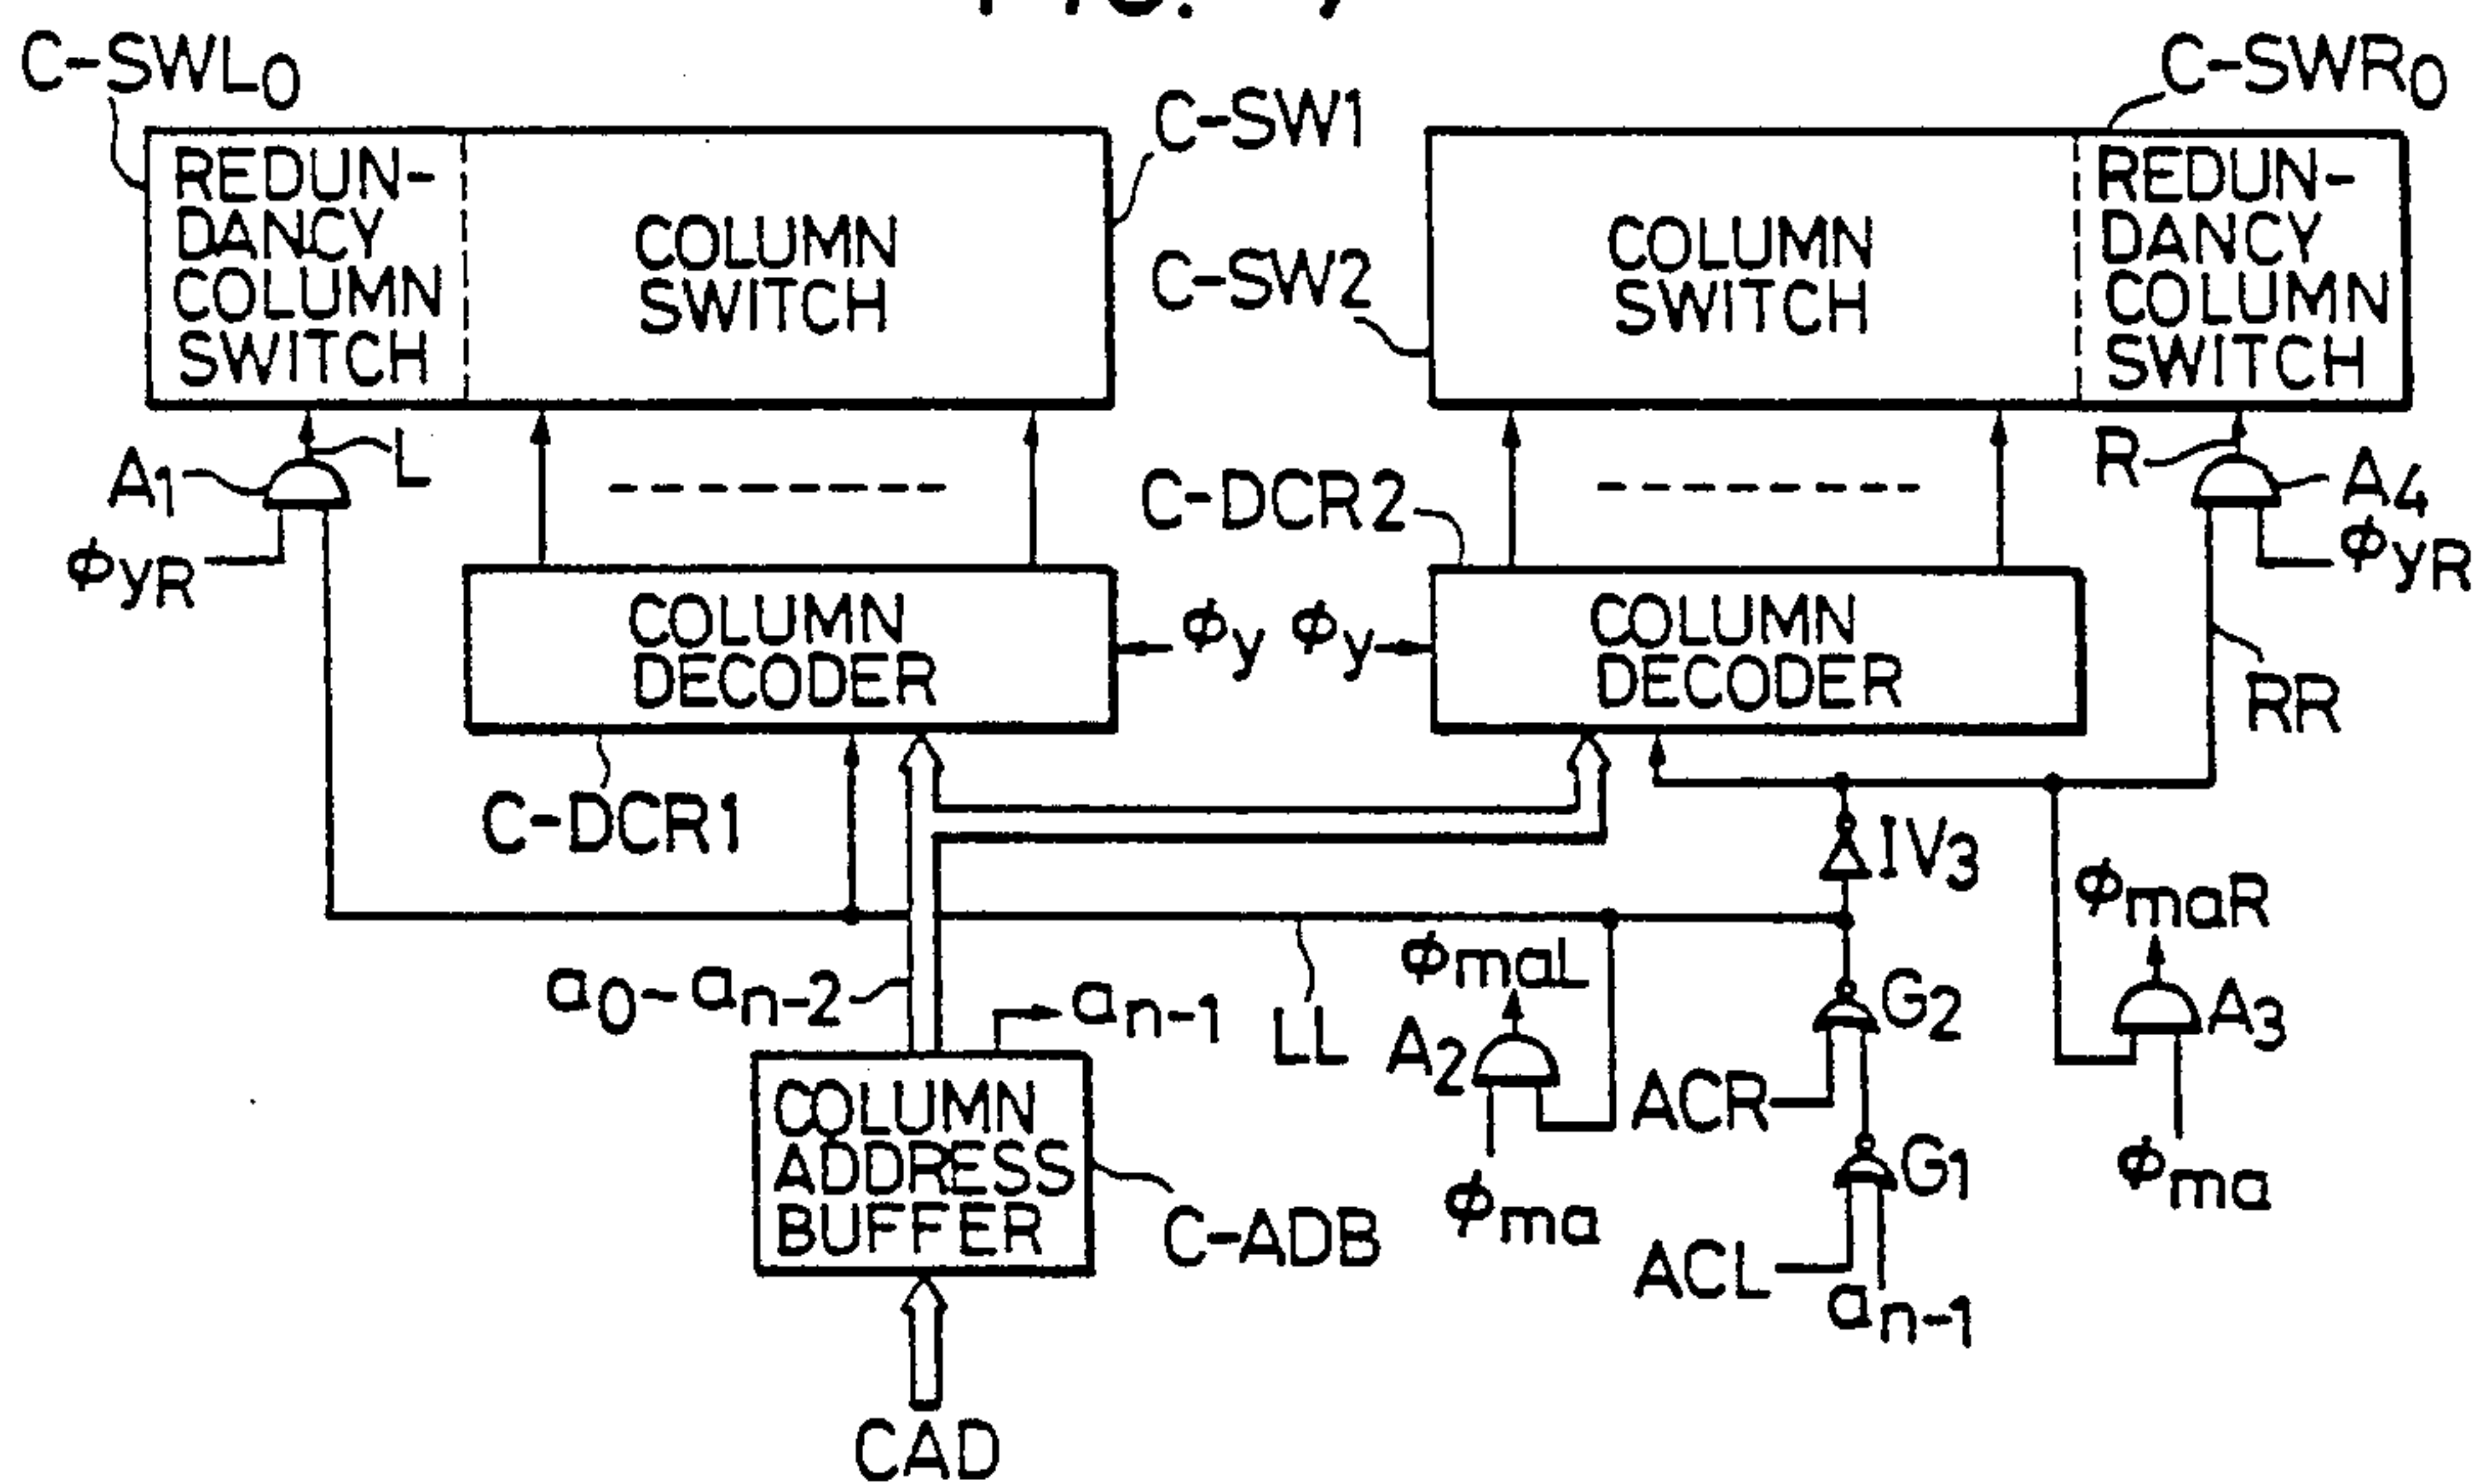 C-SWL0
C-SWR0
C-SW1
REDUN-
DANCY
COLUMN
SWITCH
COLUMN
SWITCH
C-SW2
COLUMN
SWITCH
REDUN-
DANCY
COLUMN
SWITCH
A1
L
R
A4
C-DCR2
ϕyR
ϕyR
COLUMN
DECODER
ϕy
ϕy
COLUMN
DECODER
RR
C-DCR1
IV3
ϕmaR
ϕmaL
a0~an-2
an-1
LL
A2
G2
A3
ACR
COLUMN
ADDRESS
BUFFER
C-ADB
ϕma
G1
ϕma
ACL
an-1
CAD